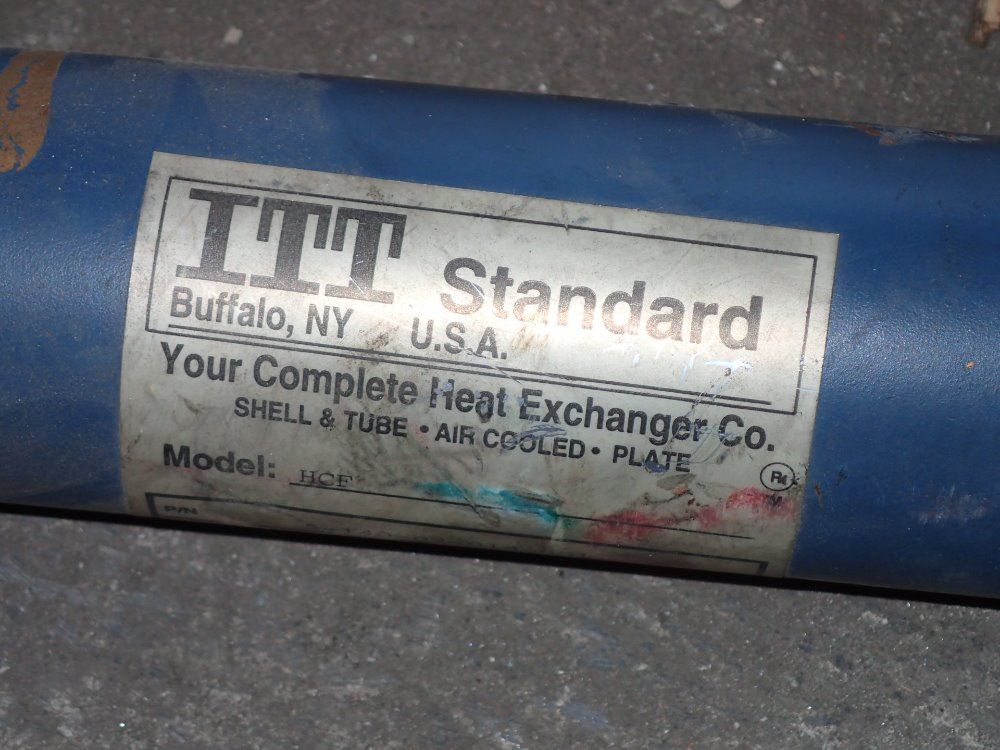 ITT Standard
Buffalo, NY U.S.A.
Your Complete Heat Exchanger Co.
SHELL & TUBE • AIR COOLED • PLATE
Model: HCF
P/N